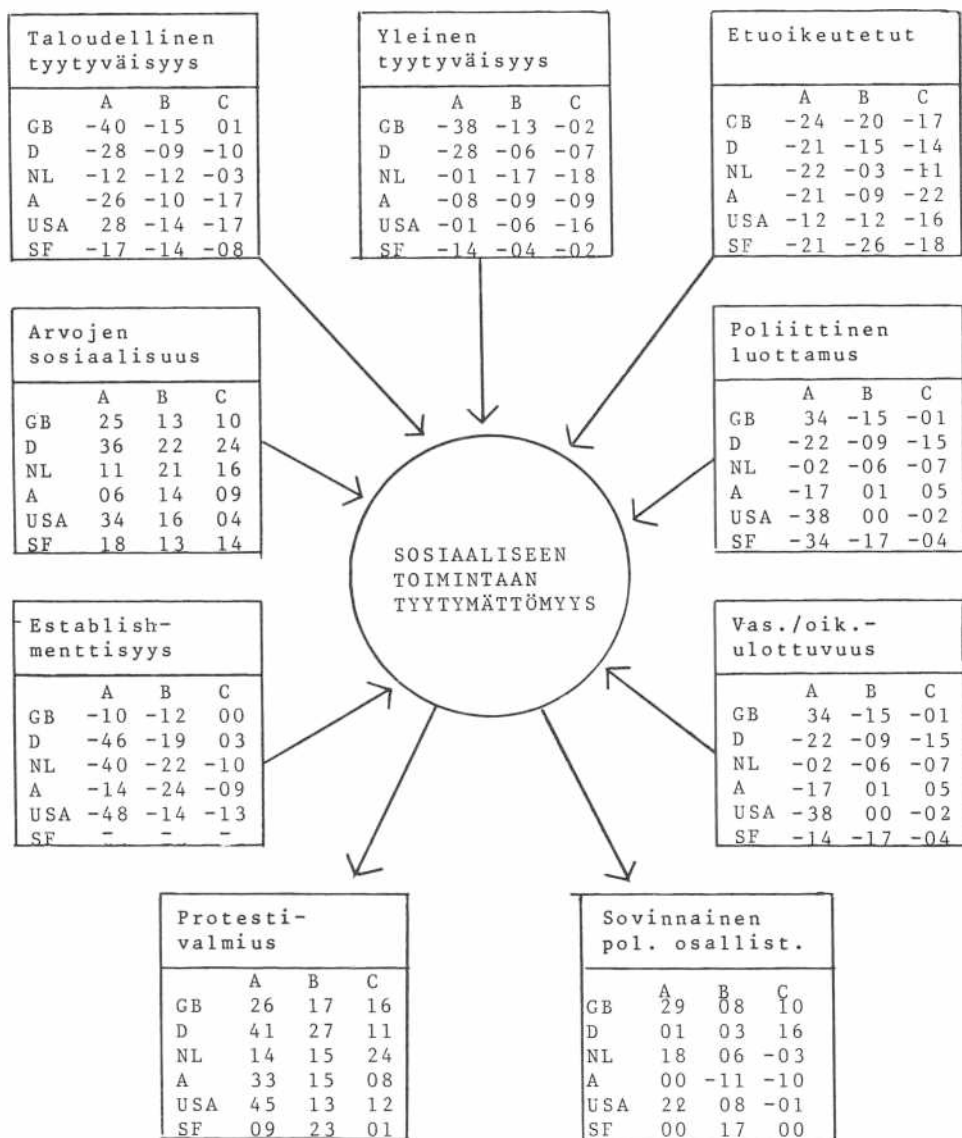 Taloudellinen
tyytyväisyys
A B C
GB -40 -15 01
D -28 -09 -10
NL -12 -12 -03
A -26 -10 -17
USA 28 -14 -17
SF -17 -14 -08
Yleinen
tyytyväisyys
A B C
GB -38 -13 -02
D -28 -06 -07
NL -01 -17 -18
A -08 -09 -09
USA -01 -06 -16
SF -14 -04 -02
Etuoikeutetut
A B C
CB -24 -20 -17
D -21 -15 -14
NL -22 -03 -11
A -21 -09 -22
USA -12 -12 -16
SF -21 -26 -18
Arvojen
sosiaalisuus
A B C
GB 25 13 10
D 36 22 24
NL 11 21 16
A 06 14 09
USA 34 16 04
SF 18 13 14
Poliittinen
luottamus
A B C
GB 34 -15 -01
D -22 -09 -15
NL -02 -06 -07
A -17 01 05
USA -38 00 -02
SF -34 -17 -04
SOSIAALISEEN
TOIMINTAAN
TYYTYMÄTTÖMYYS
Establish-
menttisyys
A B C
GB -10 -12 00
D -46 -19 03
NL -40 -22 -10
A -14 -24 -09
USA -48 -14 -13
SF - - -
Vas./oik.-
ulottuvuus
A B C
GB 34 -15 -01
D -22 -09 -15
NL -02 -06 -07
A -17 01 05
USA -38 00 -02
SF -14 -17 -04
Protesti-
valmius
A B C
GB 26 17 16
D 41 27 11
NL 14 15 24
A 33 15 08
USA 45 13 12
SF 09 23 01
Sovinnainen
pol. osallist.
A B C
GB 29 08 10
D 01 03 16
NL 18 06 -03
A 00 -11 -10
USA 22 08 -01
SF 00 17 00